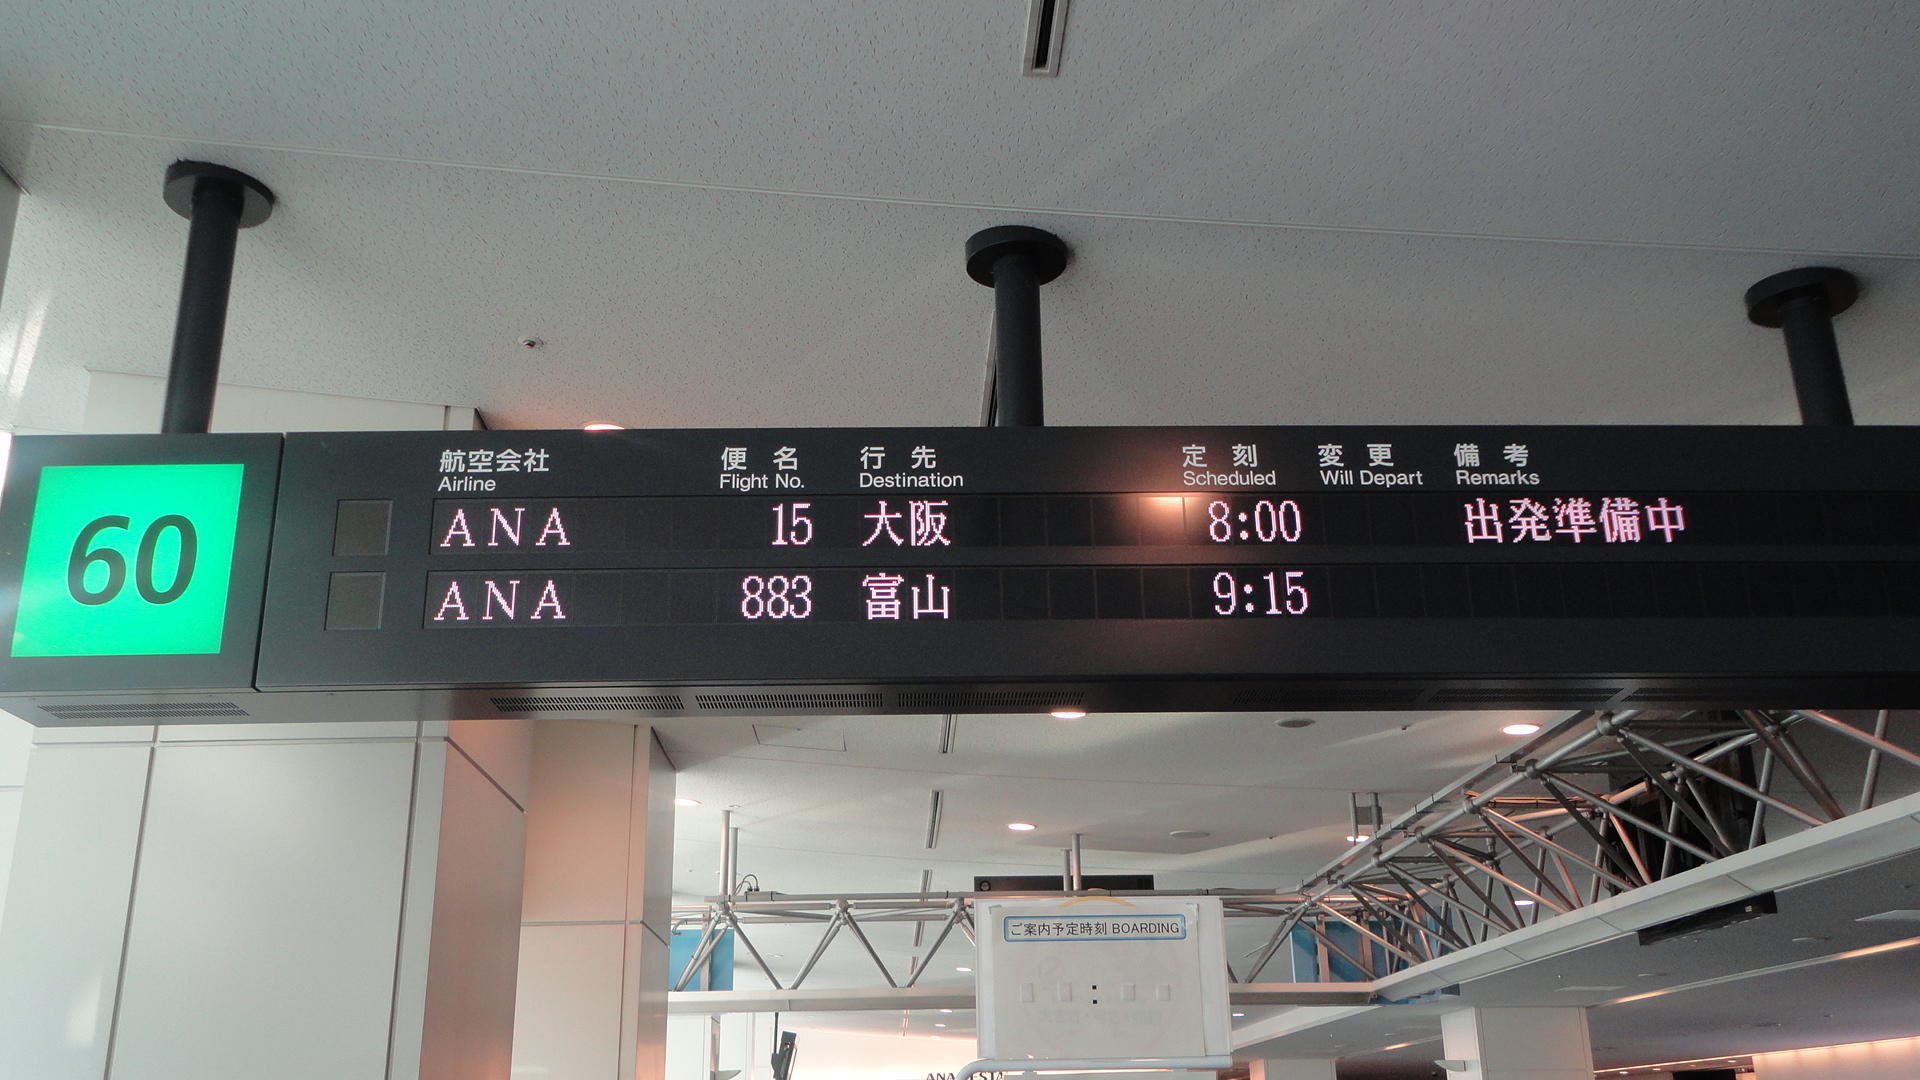 60
航空会社 便名 行先 定刻 変更 備考
Airline Flight No. Destination Scheduled Will Depart Remarks
ANA 15 大阪 8:00 出発準備中
ANA 883 富山 9:15
ご案内予定時刻 BOARDING
: